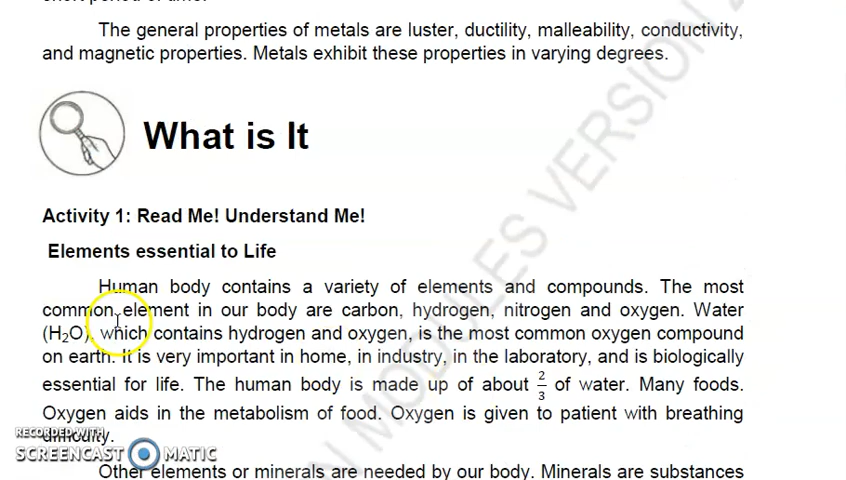 The general properties of metals are luster, ductility, malleability, conductivity,
and magnetic properties. Metals exhibit these properties in varying degrees.
What is It
Activity 1: Read Me! Understand Me!
Elements essential to Life
Human body contains a variety of elements and compounds. The most
common element in our body are carbon, hydrogen, nitrogen and oxygen. Water
(H₂O), which contains hydrogen and oxygen, is the most common oxygen compound
on earth. It is very important in home, in industry, in the laboratory, and is biologically
essential for life. The human body is made up of about 2/3 of water. Many foods.
Oxygen aids in the metabolism of food. Oxygen is given to patient with breathing
difficulty.
RECORDED WITH
SCREENCAST MATIC
Other elements or minerals are needed by our body. Minerals are substances
MODULES VERSION